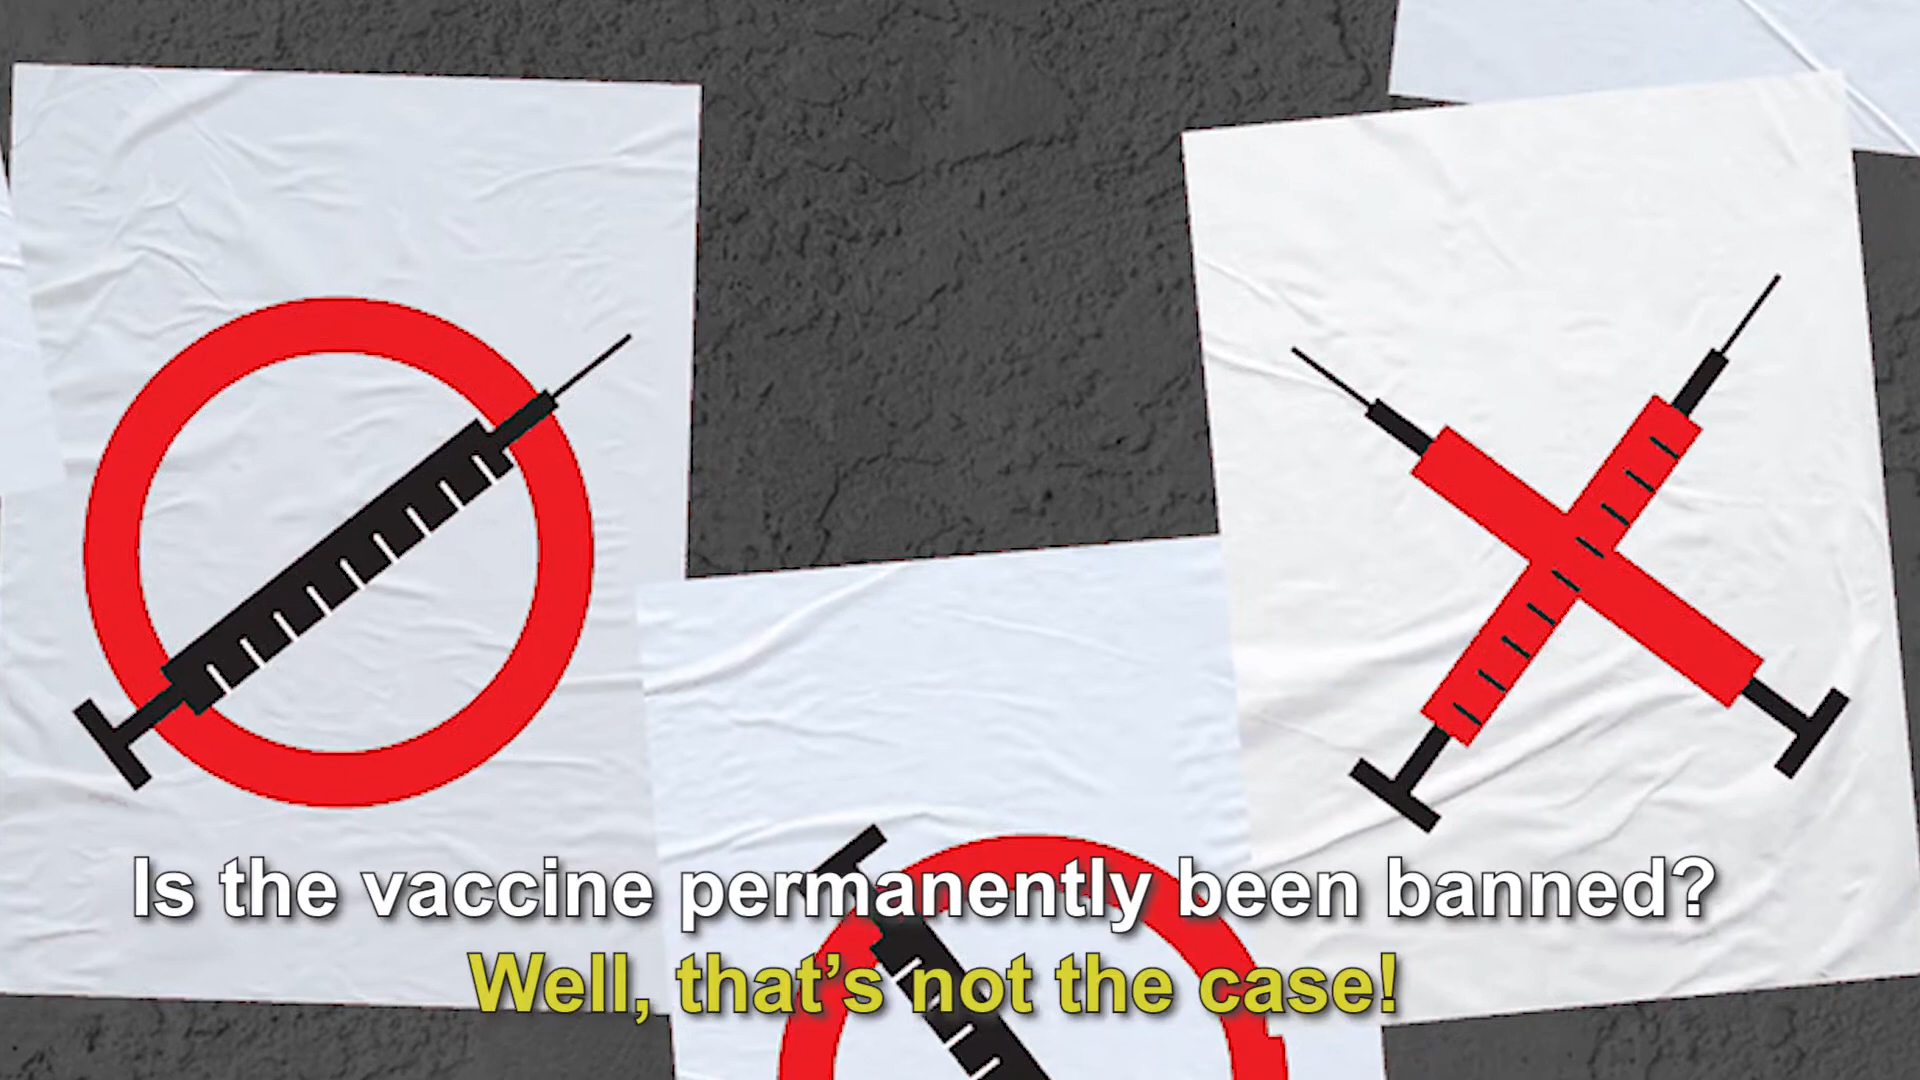 Is the vaccine permanently been banned?
Well, that’s not the case!